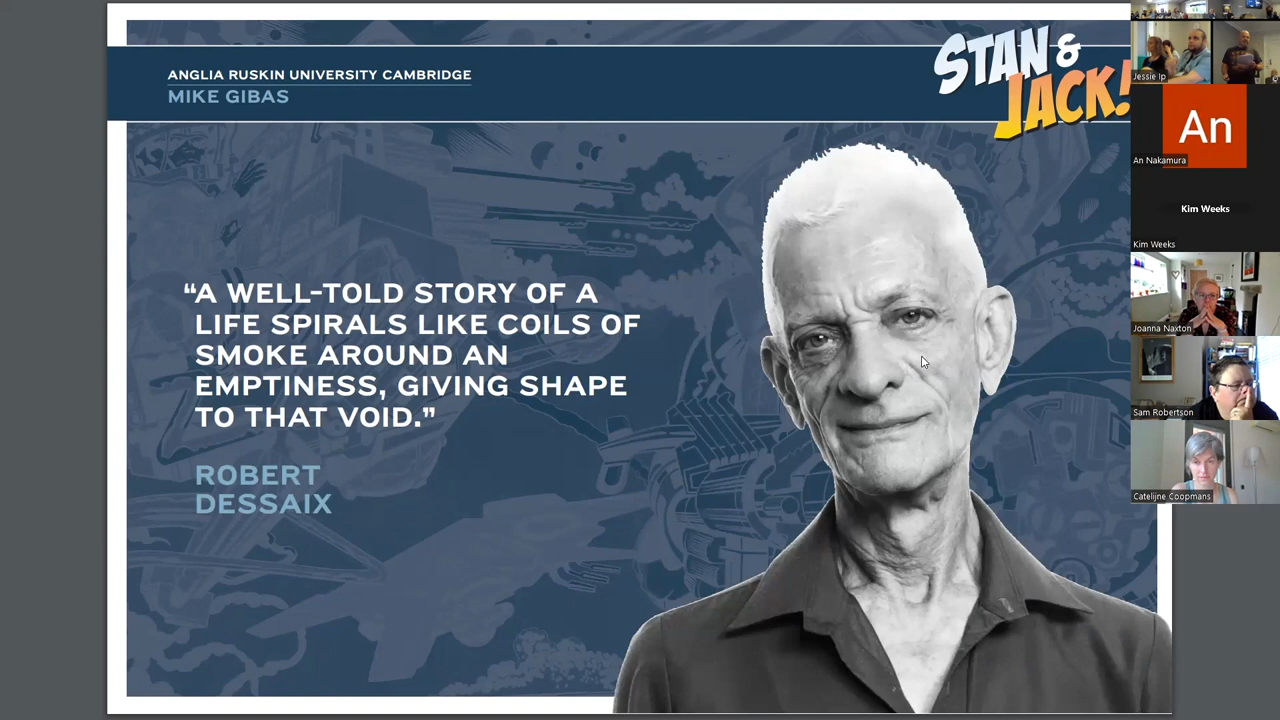 ANGLIA RUSKIN UNIVERSITY CAMBRIDGE
MIKE GIBAS
STAN &
JACK!
“A WELL-TOLD STORY OF A
LIFE SPIRALS LIKE COILS OF
SMOKE AROUND AN
EMPTINESS, GIVING SHAPE
TO THAT VOID.”
ROBERT
DESSAIX
Jessie Ip
An
An Nakamura
Kim Weeks
Kim Weeks
Joanna Naxton
Sam Robertson
Catelijne Coopmans